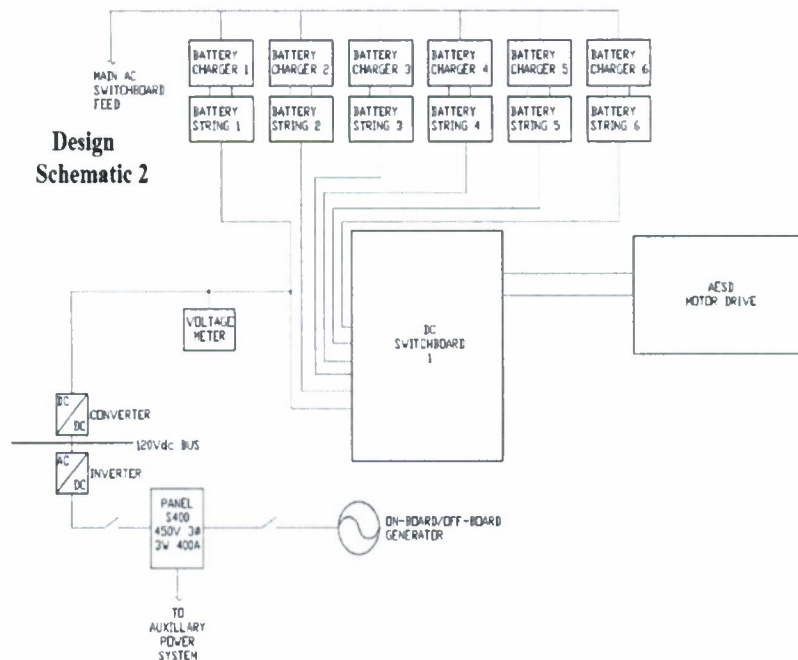 MAIN AC
SWITCHBOARD
FEED
BATTERY
CHARGER 1
BATTERY
CHARGER 2
BATTERY
CHARGER 3
BATTERY
CHARGER 4
BATTERY
CHARGER 5
BATTERY
CHARGER 6
BATTERY
STRING 1
BATTERY
STRING 2
BATTERY
STRING 3
BATTERY
STRING 4
BATTERY
STRING 5
BATTERY
STRING 6
Design
Schematic 2
VOLTAGE
METER
DC
SWITCHBOARD
1
AESD
MOTOR DRIVE
DC
DC
CONVERTER
120Vdc BUS
AC
DC
INVERTER
PANEL
S400
450V 3Ø
3W 400A
ON-BOARD/OFF-BOARD
GENERATOR
TO
AUXILLARY
POWER
SYSTEM